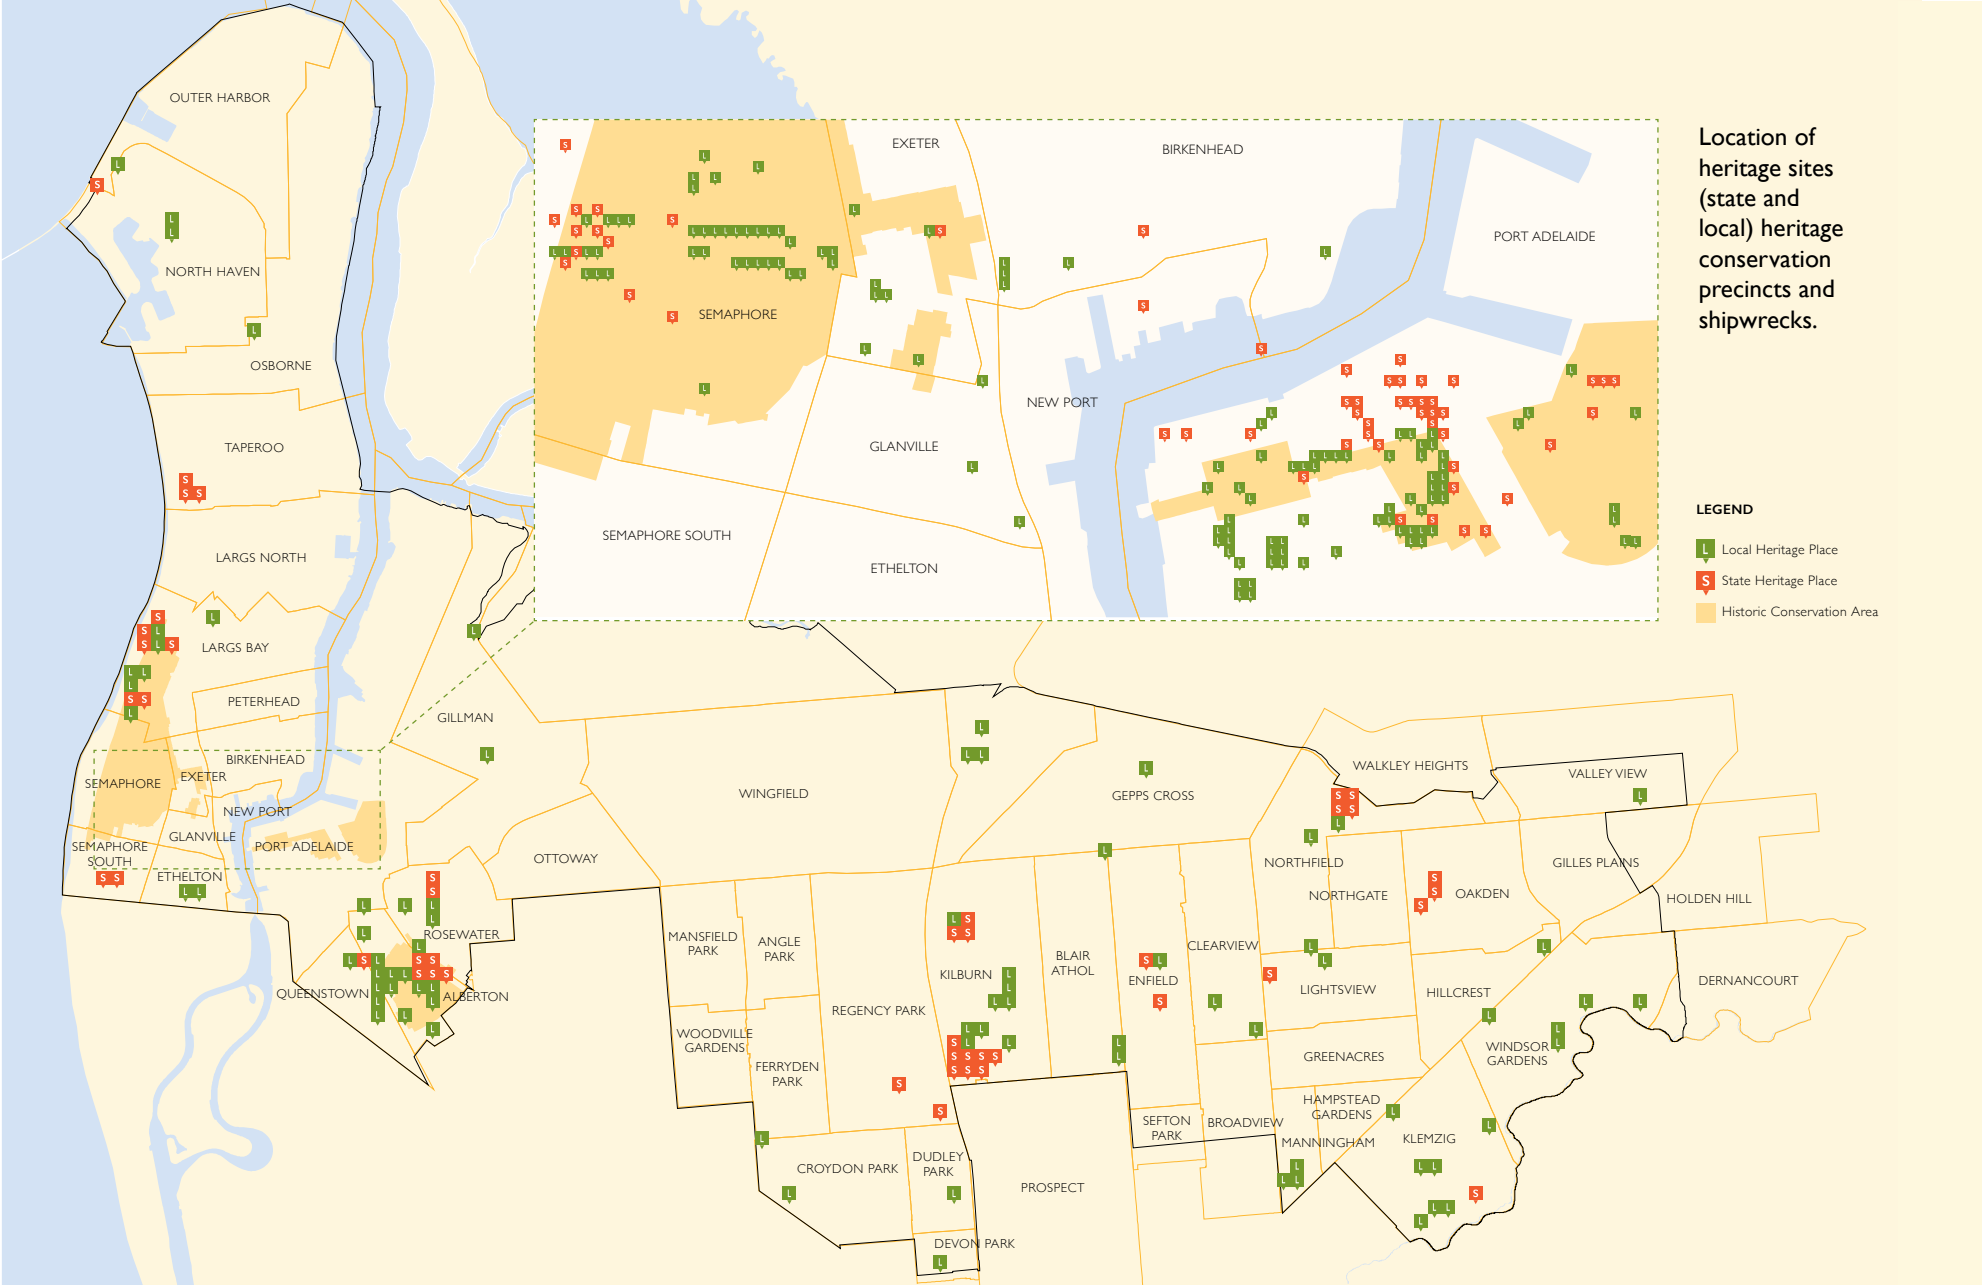 Location of
heritage sites
(state and
local) heritage
conservation
precincts and
shipwrecks.
LEGEND
L Local Heritage Place
S State Heritage Place
Historic Conservation Area
EXETER
BIRKENHEAD
PORT ADELAIDE
SEMAPHORE
NEW PORT
GLANVILLE
SEMAPHORE SOUTH
ETHELTON
OUTER HARBOR
NORTH HAVEN
OSBORNE
TAPEROO
LARGS NORTH
LARGS BAY
PETERHEAD
GILLMAN
BIRKENHEAD
SEMAPHORE
EXETER
NEW PORT
GLANVILLE
PORT ADELAIDE
SEMAPHORE
SOUTH
ETHELTON
OTTOWAY
WINGFIELD
GEPPS CROSS
WALKLEY HEIGHTS
VALLEY VIEW
NORTHFIELD
NORTHGATE
OAKDEN
GILLES PLAINS
HOLDEN HILL
DERNANCOURT
ROSEWATER
QUEENSTOWN
ALBERTON
MANSFIELD
PARK
ANGLE
PARK
REGENCY PARK
KILBURN
BLAIR
ATHOL
ENFIELD
CLEARVIEW
LIGHTSVIEW
HILLCREST
WOODVILLE
GARDENS
FERRYDEN
PARK
GREENACRES
WINDSOR
GARDENS
HAMPSTEAD
GARDENS
SEFTON
PARK
BROADVIEW
MANNINGHAM
KLEMZIG
CROYDON PARK
DUDLEY
PARK
PROSPECT
DEVON PARK